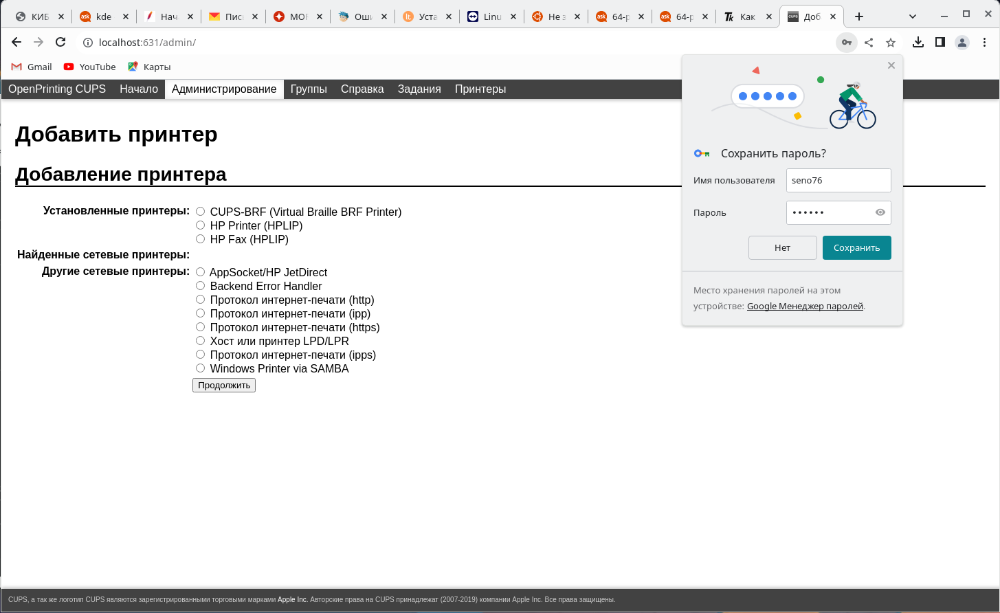 КИБ
kde
Нача
Пис
МОР
Оши
Уста
Linu
Не з
64-р
64-р
Как
Доб
localhost:631/admin/
Gmail YouTube Карты
OpenPrinting CUPS Начало Администрирование Группы Справка Задания Принтеры
Добавить принтер
Добавление принтера
Установленные принтеры: CUPS-BRF (Virtual Braille BRF Printer)
HP Printer (HPLIP)
HP Fax (HPLIP)
Найденные сетевые принтеры:
Другие сетевые принтеры: AppSocket/HP JetDirect
Backend Error Handler
Протокол интернет-печати (http)
Протокол интернет-печати (ipp)
Протокол интернет-печати (https)
Хост или принтер LPD/LPR
Протокол интернет-печати (ipps)
Windows Printer via SAMBA
Продолжить
Сохранить пароль?
Имя пользователя seno76
Пароль ••••••
Нет Сохранить
Место хранения паролей на этом
устройстве: Google Менеджер паролей.
CUPS, а так же логотип CUPS являются зарегистрированными торговыми марками Apple Inc. Авторские права на CUPS принадлежат (2007-2019) компании Apple Inc. Все права защищены.